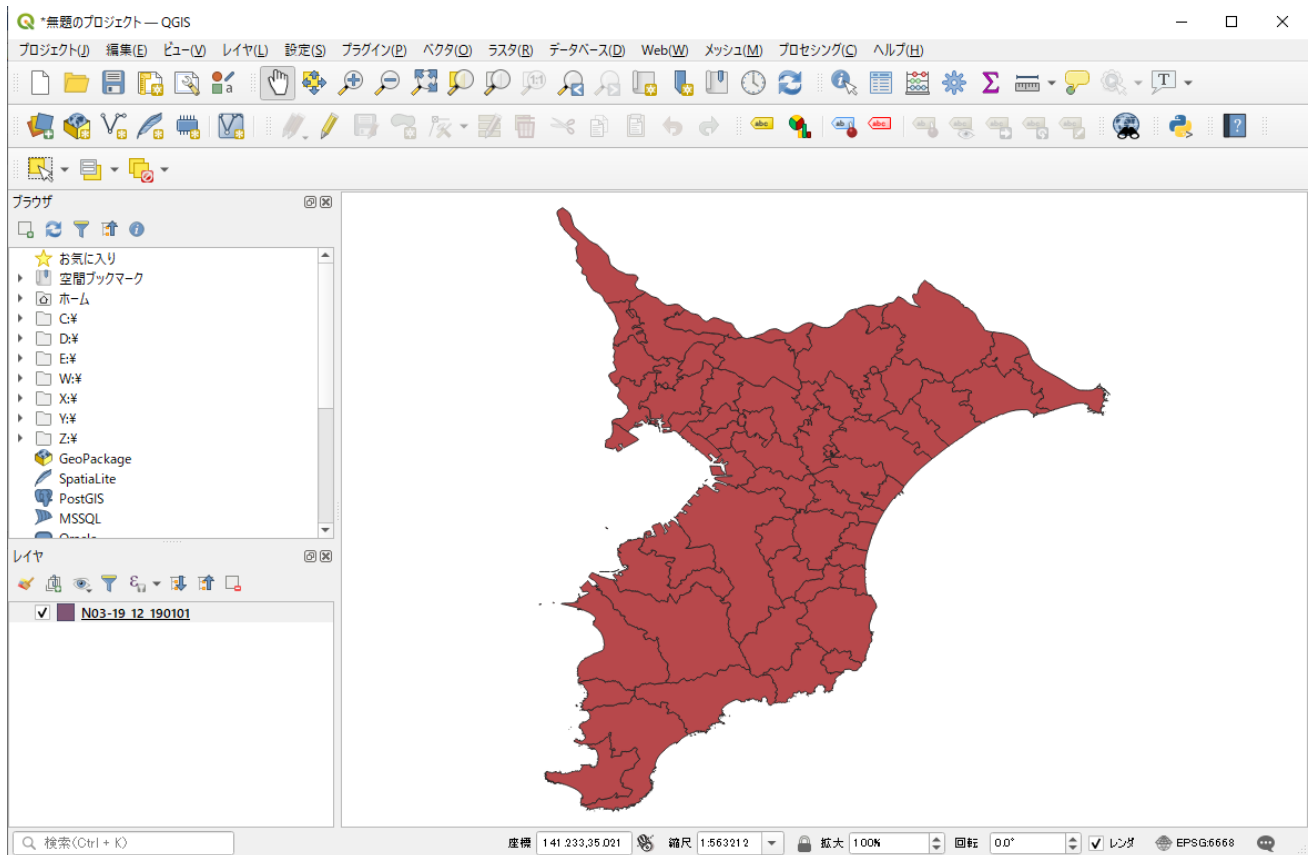 *無題のプロジェクト — QGIS
プロジェクト(J) 編集(E) ビュー(V) レイヤ(L) 設定(S) プラグイン(P) ベクタ(O) ラスタ(R) データベース(D) Web(W) メッシュ(M) プロセシング(C) ヘルプ(H)
ブラウザ
お気に入り
空間ブックマーク
ホーム
C:¥
D:¥
E:¥
W:¥
X:¥
Y:¥
Z:¥
GeoPackage
SpatiaLite
PostGIS
MSSQL
レイヤ
N03-19_12_190101
検索(Ctrl + K) 座標 141.233,35.021 縮尺 1:563212 拡大 100% 回転 0.0° レンダ EPSG:6668